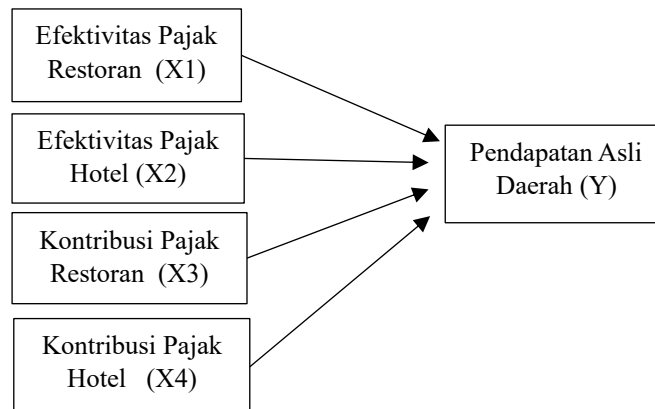 Efektivitas Pajak
Restoran (X1)
Efektivitas Pajak
Hotel (X2)
Kontribusi Pajak
Restoran (X3)
Kontribusi Pajak
Hotel (X4)
Pendapatan Asli
Daerah (Y)